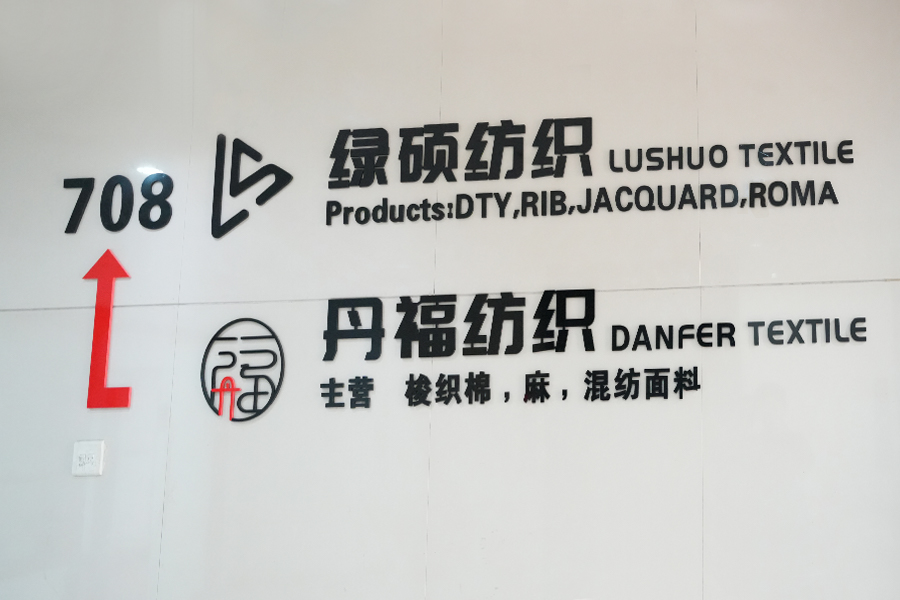 708
绿硕纺织 LUSHUO TEXTILE
Products:DTY,RIB,JACQUARD,ROMA
丹福纺织 DANFER TEXTILE
主营 梭织棉，麻，混纺面料